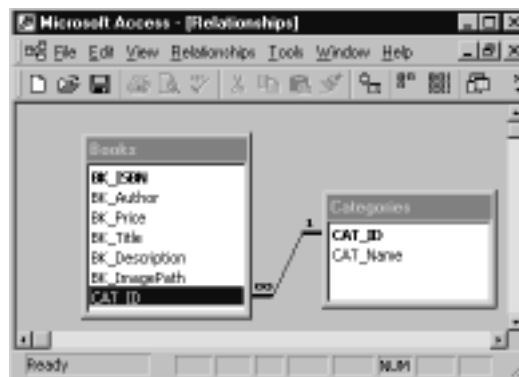 Microsoft Access - [Relationships]
File Edit View Relationships Tools Window Help
Books
BK_ISBN
BK_Author
BK_Price
BK_Title
BK_Description
BK_ImagePath
CAT_ID
1
∞
Categories
CAT_ID
CAT_Name
Ready
NUM